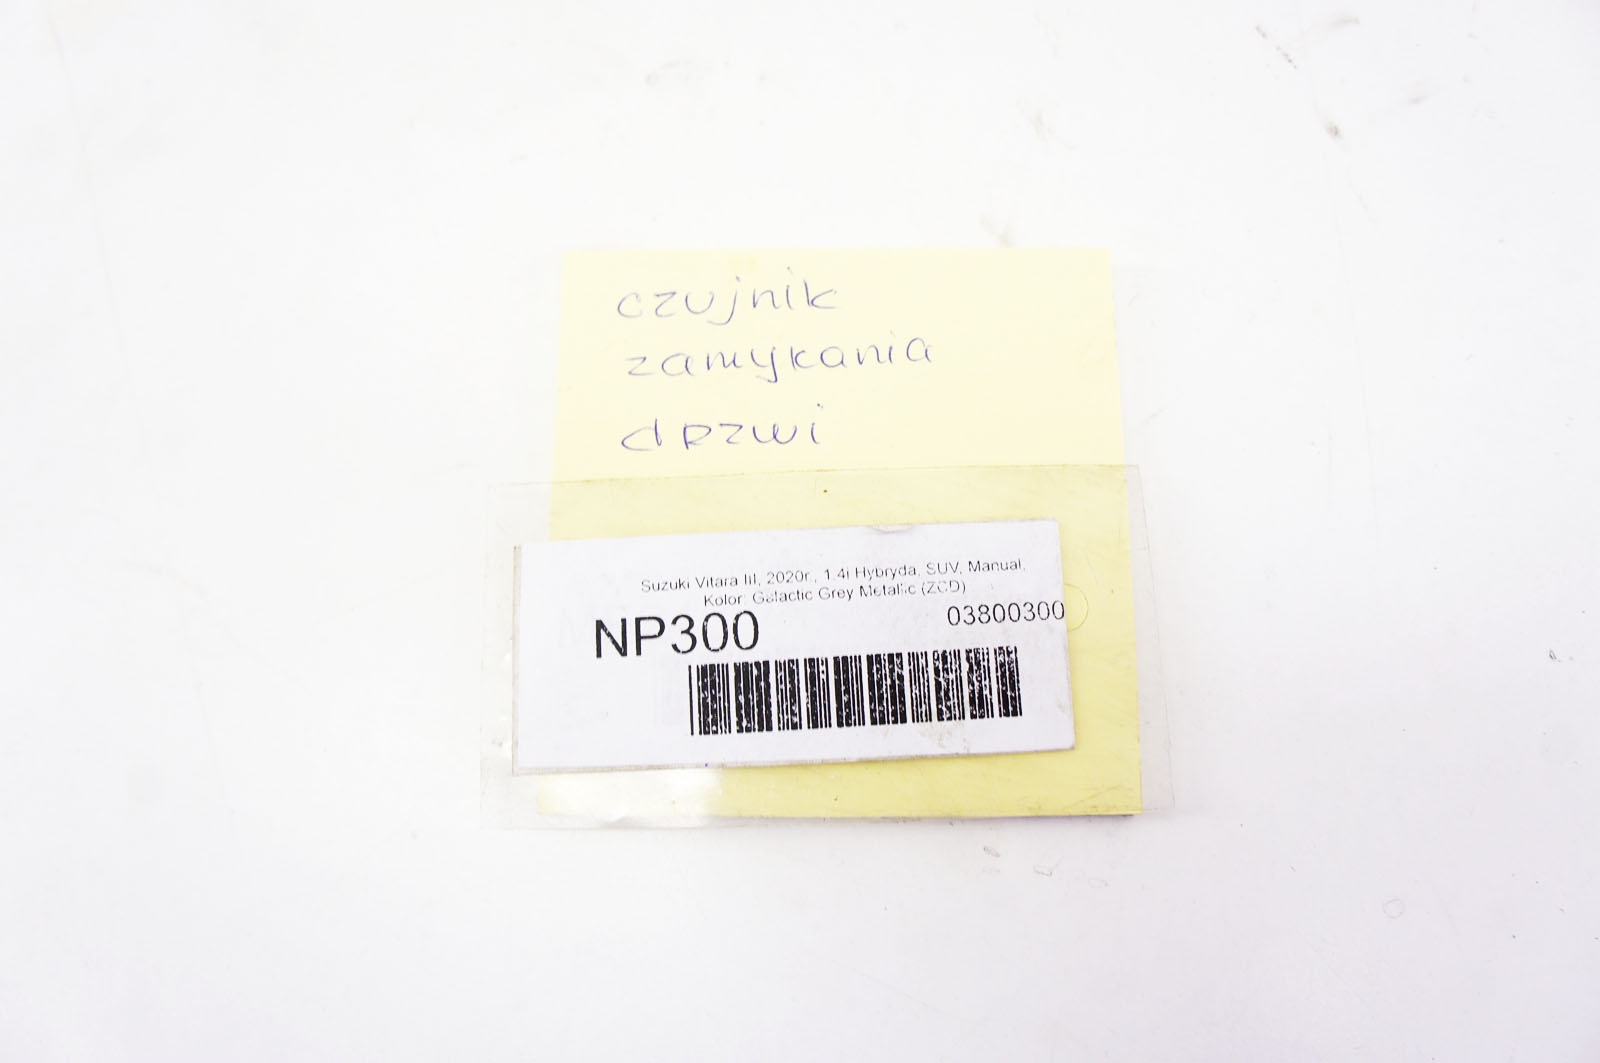 czujnik
zamykania
drzwi
Suzuki Vitara III, 2020r., 1.4i Hybryda, SUV, Manual,
Kolor: Galactic Grey Metallic (ZCD)
03800300
NP300